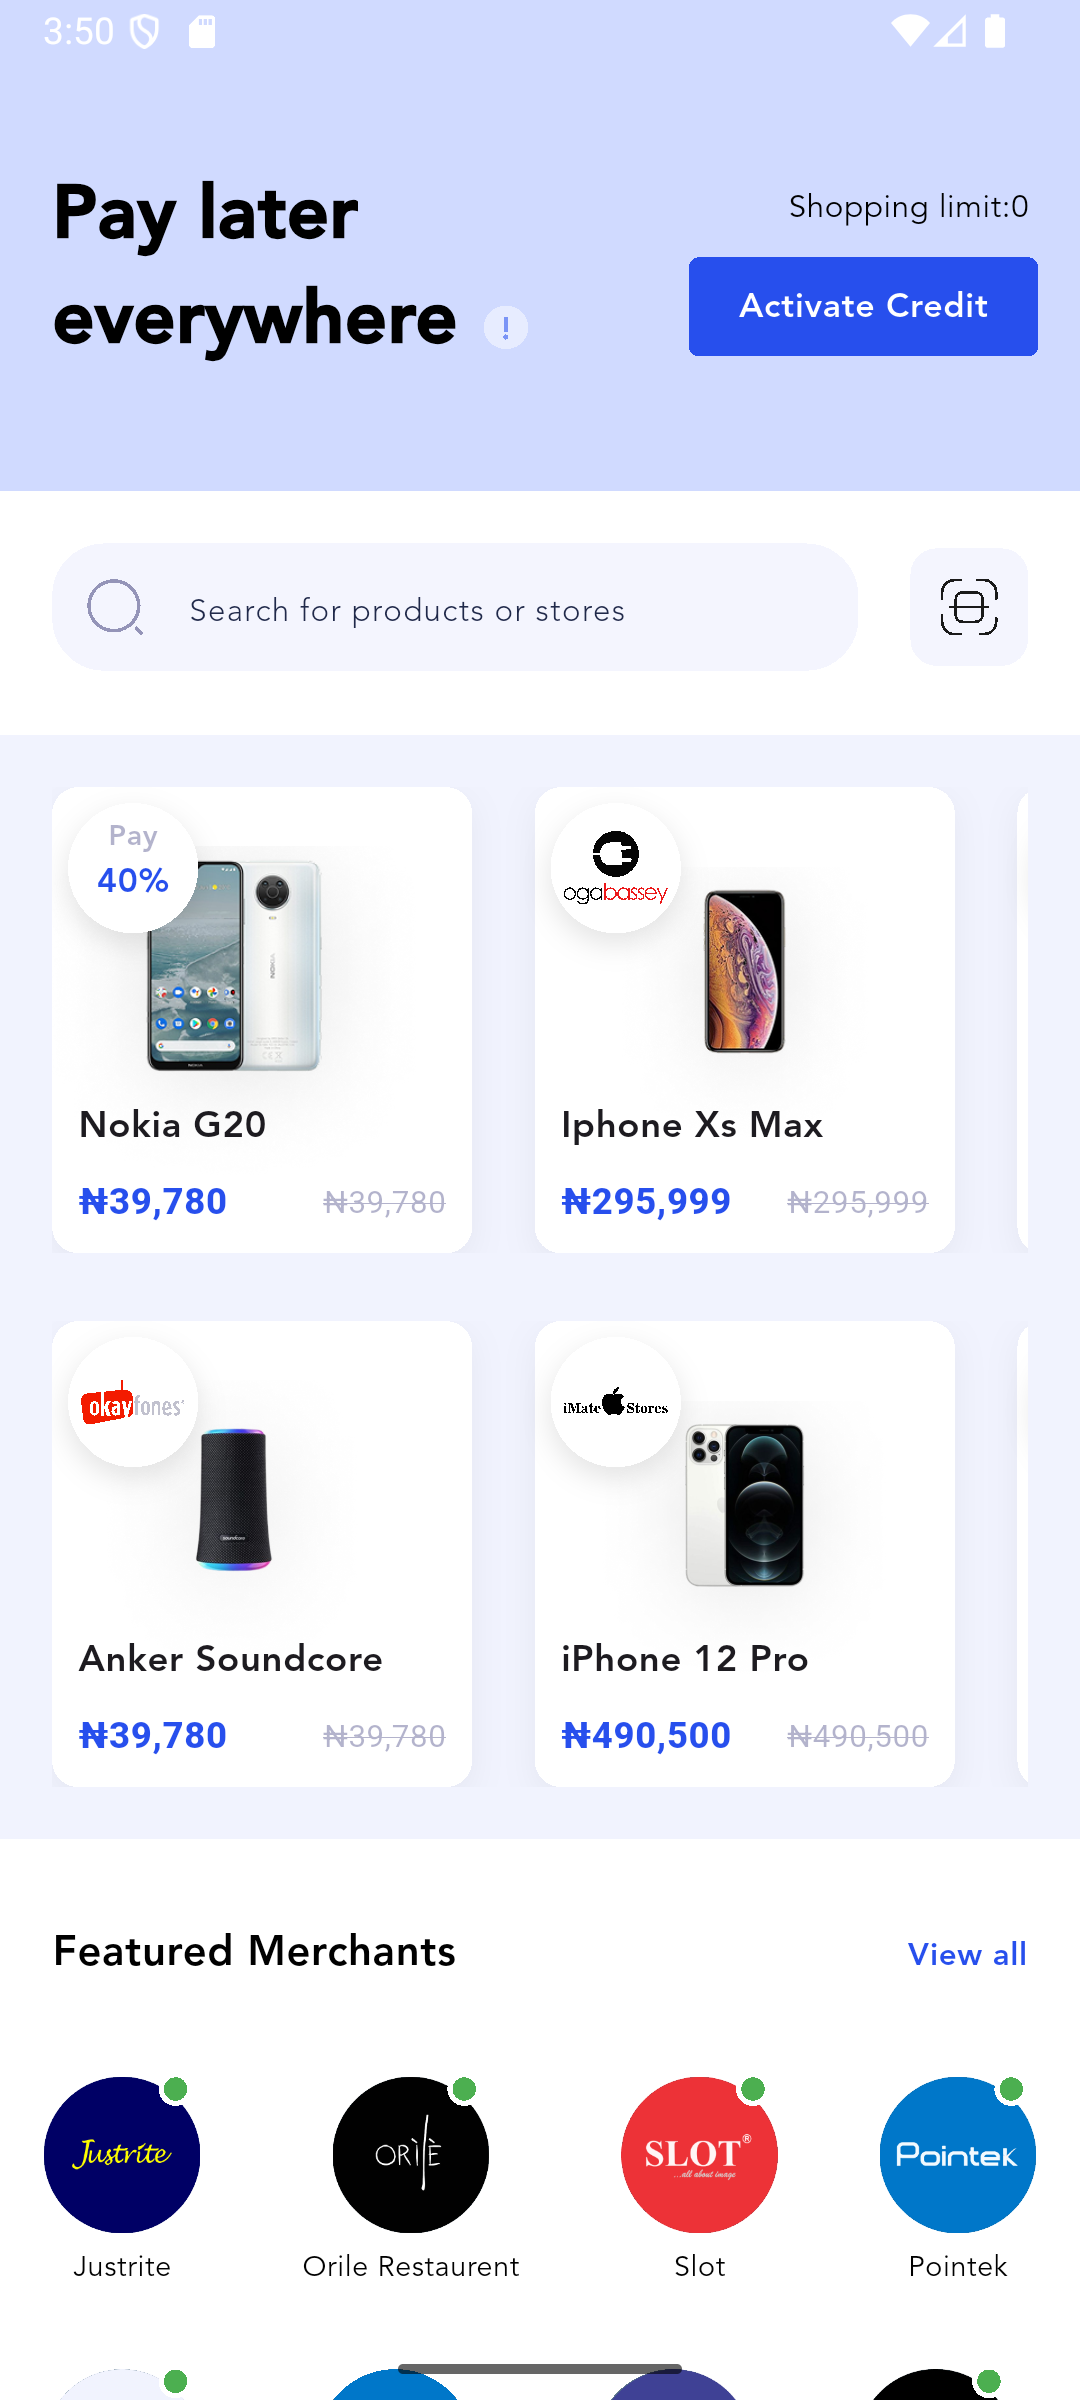 3:50
Pay later
everywhere !
Shopping limit:0
Activate Credit
Search for products or stores
Pay
40%
NOKIA
Nokia G20
₦39,780 ₦39,780
ogabassey
Iphone Xs Max
₦295,999 ₦295,999
okayfones
soundcore
Anker Soundcore
₦39,780 ₦39,780
iMate Stores
iPhone 12 Pro
₦490,500 ₦490,500
Featured Merchants
View all
Justrite
Justrite
ORILÈ
Orile Restaurent
SLOT®
...all about image
Slot
Pointek
Pointek